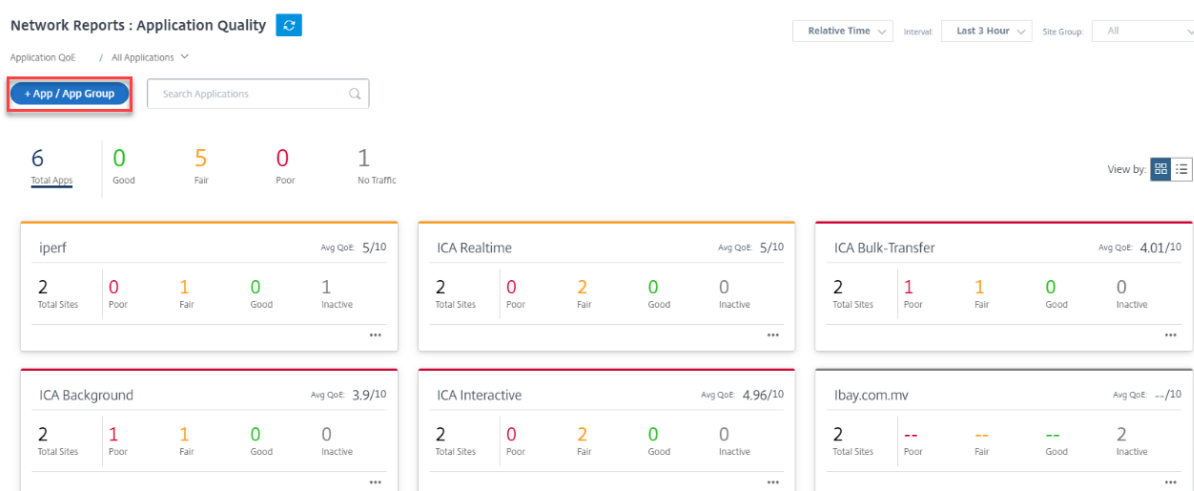 Network Reports : Application Quality
Relative Time Interval: Last 3 Hour Site Group: All
Application QoE / All Applications
+ App / App Group Search Applications
6 0 5 0 1
Total Apps Good Fair Poor No Traffic
View by:
iperf Avg QoE: 5/10
2 0 1 0 1
Total Sites Poor Fair Good Inactive
ICA Realtime Avg QoE: 5/10
2 0 2 0 0
Total Sites Poor Fair Good Inactive
ICA Bulk-Transfer Avg QoE: 4.01/10
2 1 1 0 0
Total Sites Poor Fair Good Inactive
ICA Background Avg QoE: 3.9/10
2 1 1 0 0
Total Sites Poor Fair Good Inactive
ICA Interactive Avg QoE: 4.96/10
2 0 2 0 0
Total Sites Poor Fair Good Inactive
Ibay.com.mv Avg QoE: --/10
2 -- -- -- 2
Total Sites Poor Fair Good Inactive